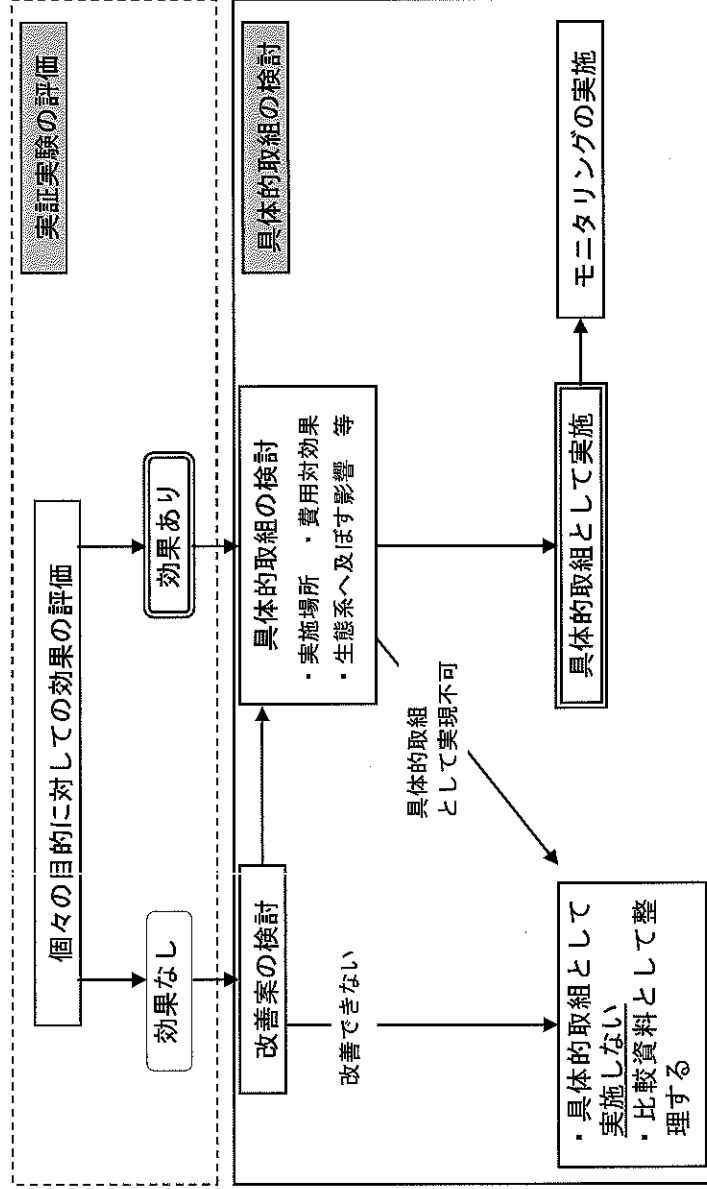 実証実験の評価
個々の目的に対しての効果の評価
効果なし
効果あり
具体的取組の検討
改善案の検討
具体的取組の検討
・実施場所　・費用対効果
・生態系へ及ぼす影響　等
改善できない
具体的取組
として実現不可
・具体的取組として
実施しない
・比較資料として整
理する
具体的取組として実施
モニタリングの実施